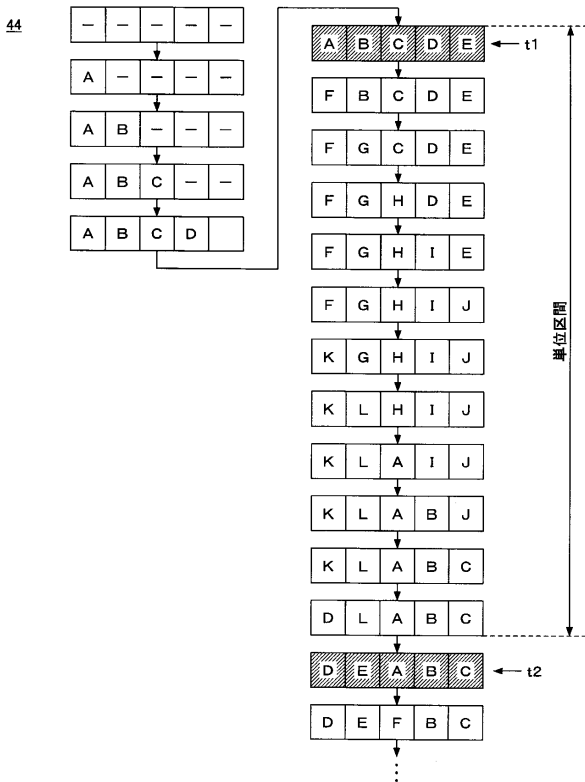 44
— — — — —
A — — — —
A B — — —
A B C — —
A B C D
A B C D E
t1
F B C D E
F G C D E
F G H D E
F G H I E
F G H I J
K G H I J
K L H I J
K L A I J
K L A B J
K L A B C
D L A B C
単位区間
D E A B C
t2
D E F B C